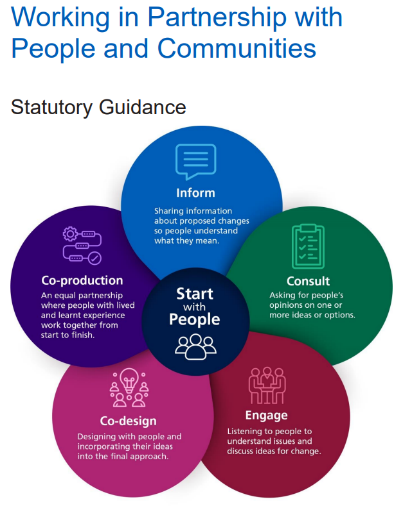 Working in Partnership with
People and Communities
Statutory Guidance
Inform
Sharing information
about proposed changes
so people understand
what they mean.
Consult
Asking for people's
opinions on one or
more ideas or options.
Engage
Listening to people to
understand issues and
discuss ideas for change.
Co-design
Designing with people and
incorporating their ideas
into the final approach.
Co-production
An equal partnership
where people with lived
and learnt experience
work together from
start to finish.
Start
with
People